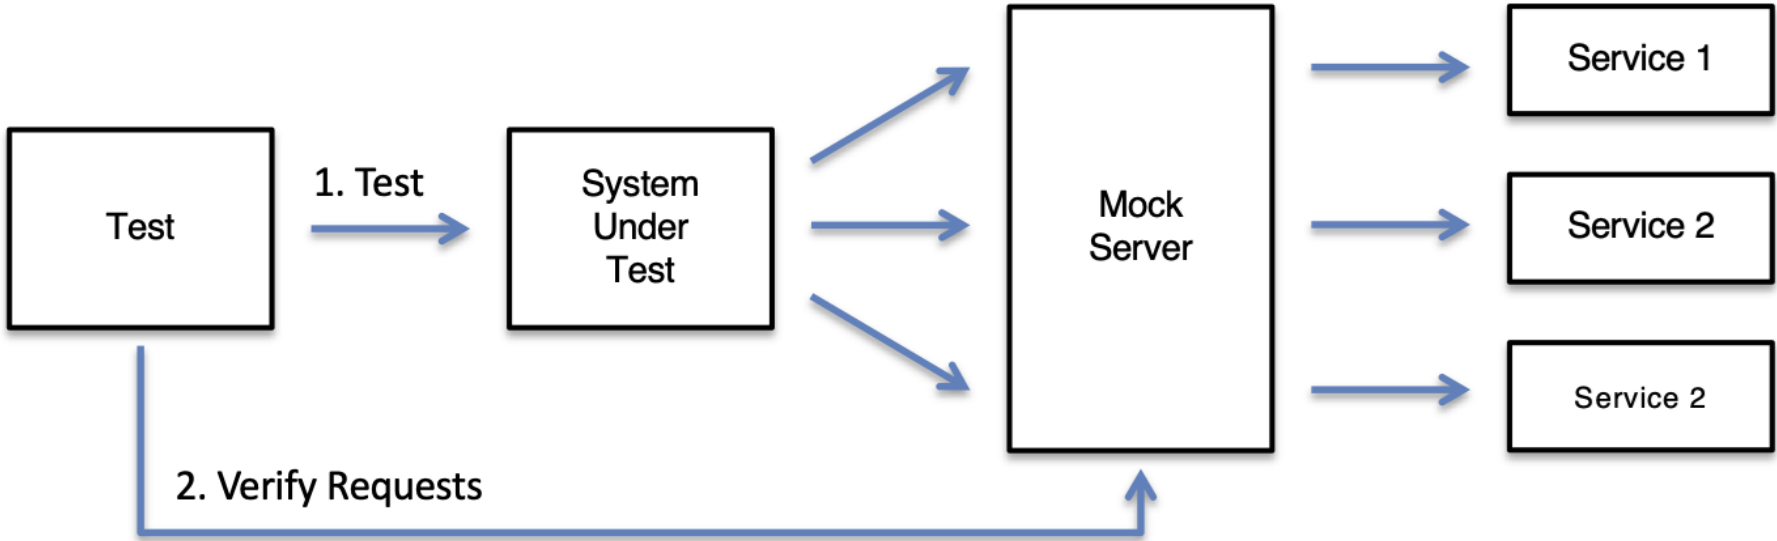 Test
1. Test
System
Under
Test
Mock
Server
Service 1
Service 2
Service 2
2. Verify Requests